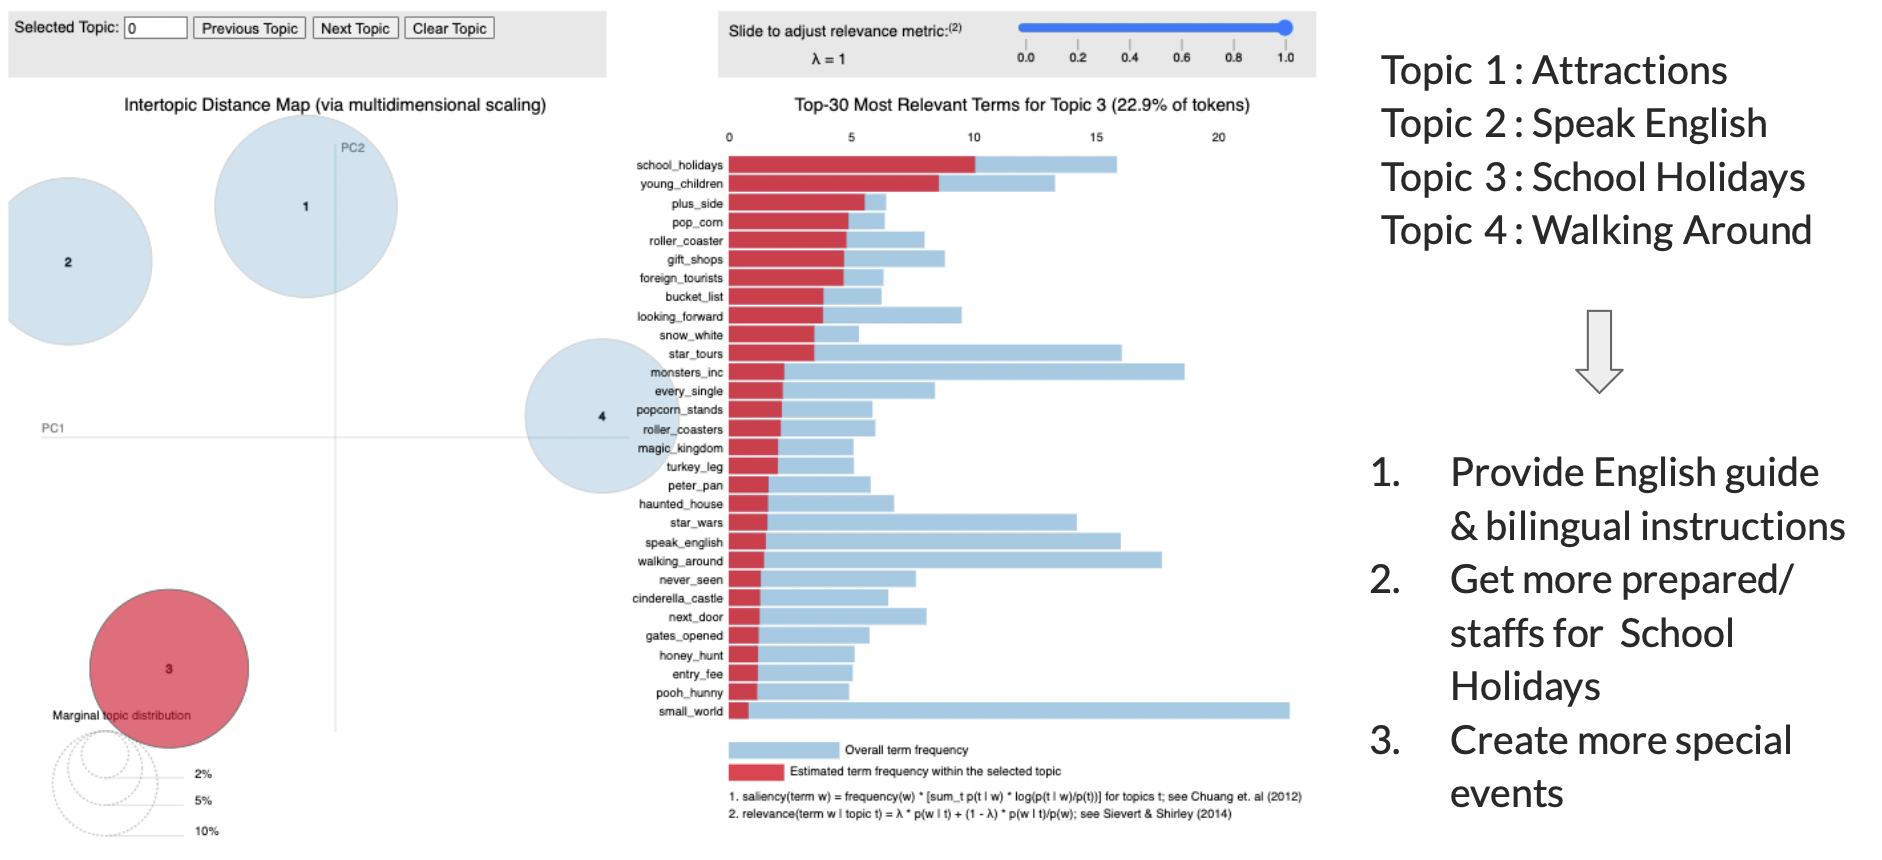 Selected Topic: 0 Previous Topic Next Topic Clear Topic
Slide to adjust relevance metric:(2)
λ = 1
0.0 0.2 0.4 0.6 0.8 1.0
Intertopic Distance Map (via multidimensional scaling)
PC2
1
2
4
PC1
3
Marginal topic distribution
2%
5%
10%
Top-30 Most Relevant Terms for Topic 3 (22.9% of tokens)
0 5 10 15 20
school_holidays
young_children
plus_side
pop_corn
roller_coaster
gift_shops
foreign_tourists
bucket_list
looking_forward
snow_white
star_tours
monsters_inc
every_single
popcorn_stands
roller_coasters
magic_kingdom
turkey_leg
peter_pan
haunted_house
star_wars
speak_english
walking_around
never_seen
cinderella_castle
next_door
gates_opened
honey_hunt
entry_fee
pooh_hunny
small_world
Overall term frequency
Estimated term frequency within the selected topic
1. saliency(term w) = frequency(w) * [sum_t p(t | w) * log(p(t | w)/p(t))] for topics t; see Chuang et. al (2012)
2. relevance(term w | topic t) = λ * p(w | t) + (1 - λ) * p(w | t)/p(w); see Sievert & Shirley (2014)
Topic 1 : Attractions
Topic 2 : Speak English
Topic 3 : School Holidays
Topic 4 : Walking Around
1. Provide English guide
& bilingual instructions
2. Get more prepared/
staffs for School
Holidays
3. Create more special
events